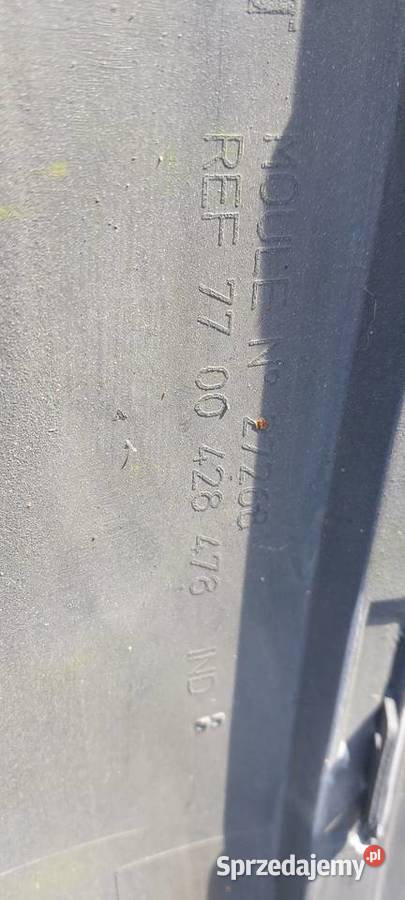 MOULE N° 27268
REF 77 00 428 478 IND
Sprzedajemy.pl